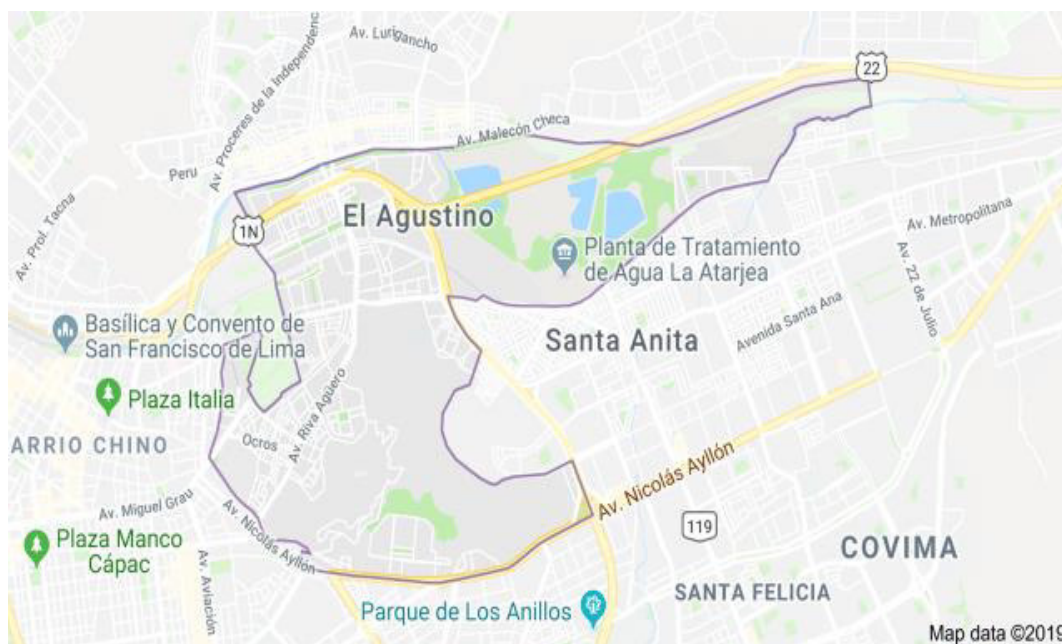 Av. Lurigancho
22
Av. Proceres de la Independenc
Av. Malecón Checa
Peru
Av. Prol. Tacna
El Agustino
1N
Av. Metropolitana
Planta de Tratamiento
de Agua La Atarjea
Av. 22 de Julio
Avenida Santa Ana
Basílica y Convento de
San Francisco de Lima
Santa Anita
Plaza Italia
Av. Riva Agüero
Ocros
ARRIO CHINO
Av. Nicolás Ayllón
Av. Miguel Grau
Av. Nicolás Ayllón
119
Plaza Manco
Cápac
Av. Aviación
COVIMA
SANTA FELICIA
Parque de Los Anillos
Map data ©2019